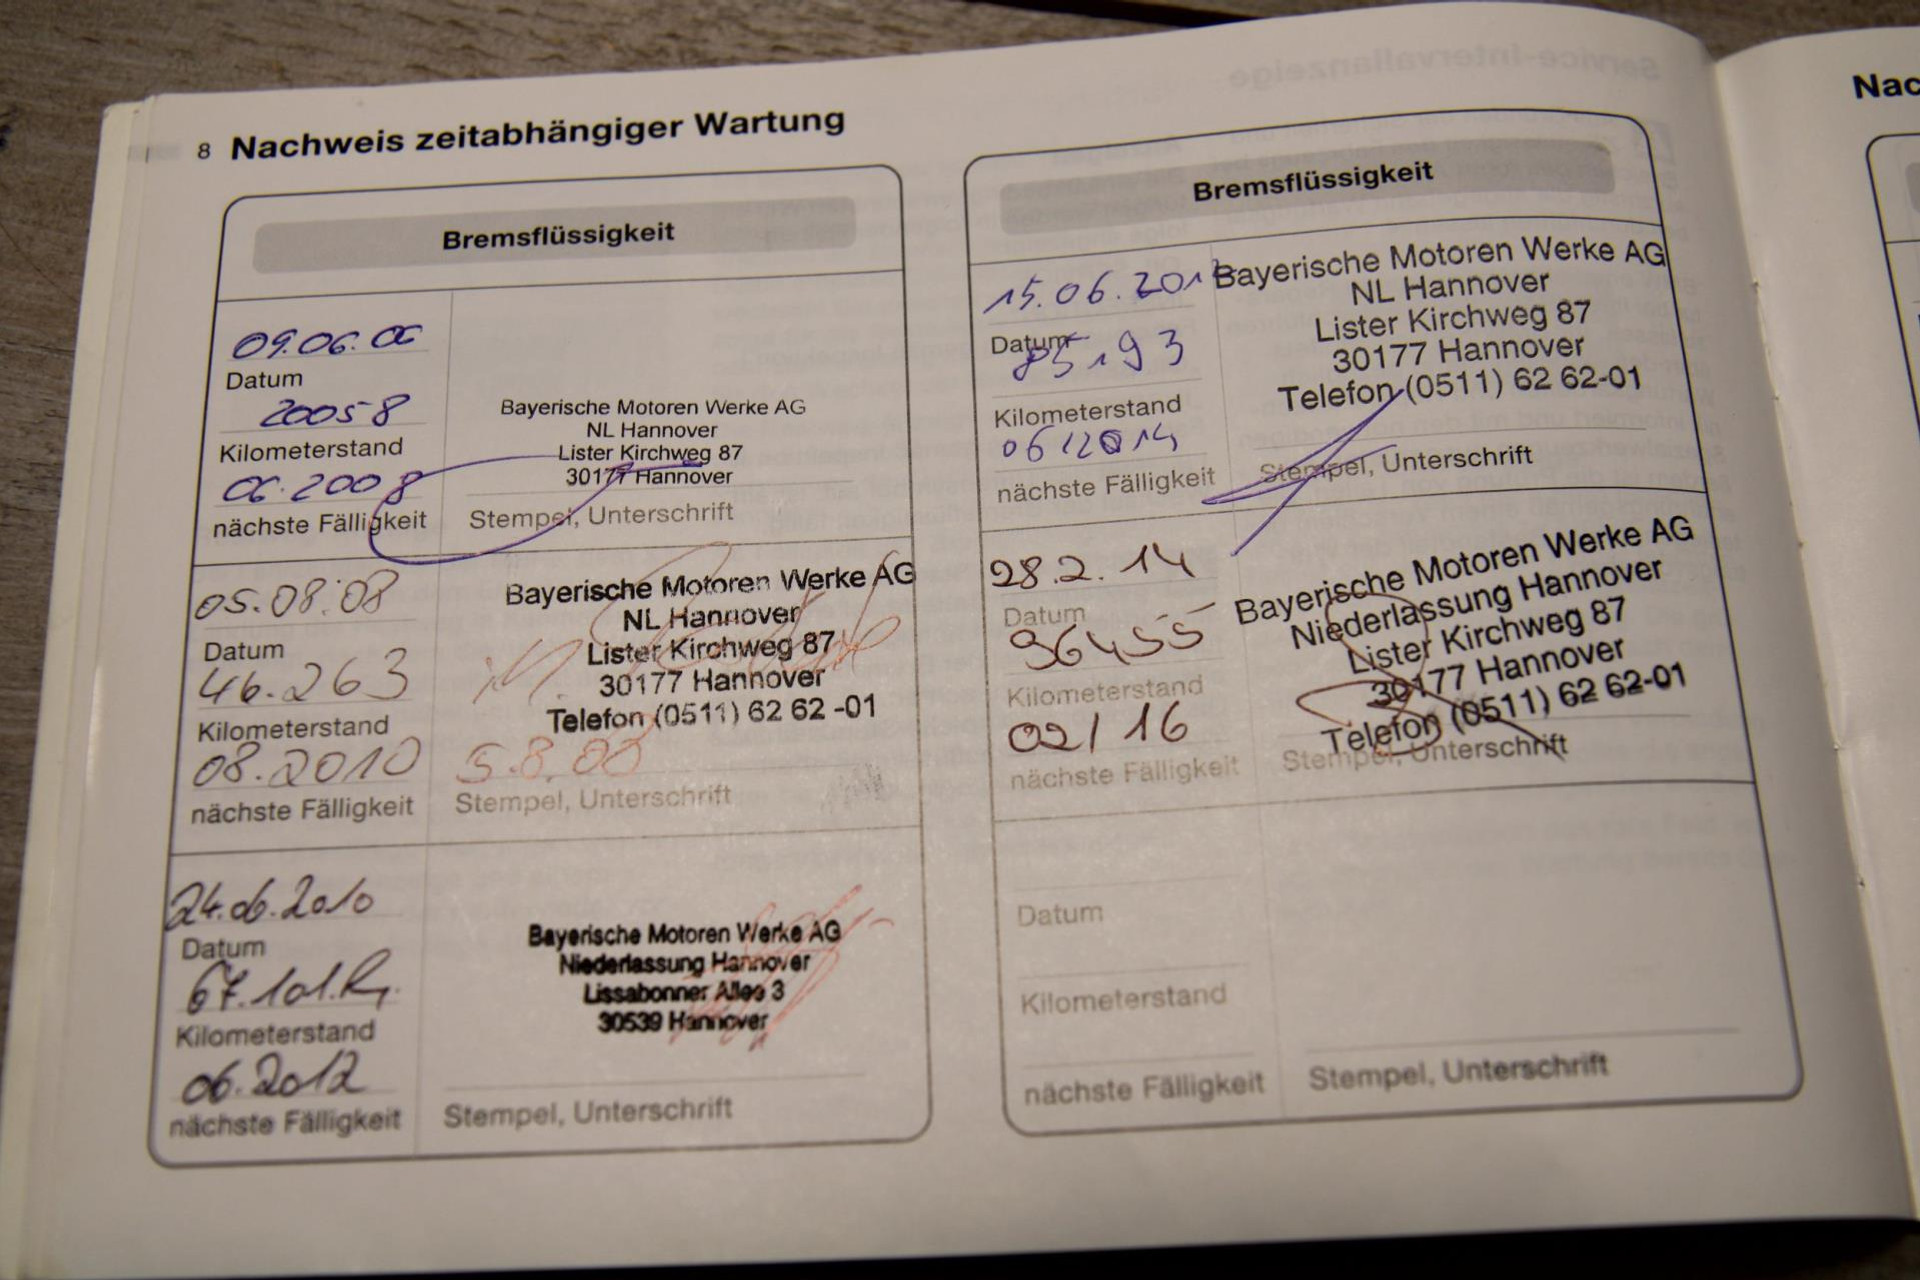 8 Nachweis zeitabhängiger Wartung
Bremsflüssigkeit
09.06.06
Datum
20058
Kilometerstand
06.2008
nächste Fälligkeit
Bayerische Motoren Werke AG
NL Hannover
Lister Kirchweg 87
30177 Hannover
Stempel, Unterschrift
05.08.08
Datum
46.263
Kilometerstand
08.2010
nächste Fälligkeit
Bayerische Motoren Werke AG
NL Hannover
Lister Kirchweg 87
30177 Hannover
Telefon (0511) 62 62 -01
5.8.08
Stempel, Unterschrift
24.06.2010
Datum
67.101
Kilometerstand
06.2012
nächste Fälligkeit
Bayerische Motoren Werke AG
Niederlassung Hannover
Lissabonner Allee 3
30539 Hannover
Stempel, Unterschrift
Bremsflüssigkeit
15.06.2012
Datum
85193
Kilometerstand
06/2014
nächste Fälligkeit
Bayerische Motoren Werke AG
NL Hannover
Lister Kirchweg 87
30177 Hannover
Telefon (0511) 62 62-01
Stempel, Unterschrift
28.2.14
Datum
96455
Kilometerstand
02/16
nächste Fälligkeit
Bayerische Motoren Werke AG
Niederlassung Hannover
Lister Kirchweg 87
30177 Hannover
Telefon (0511) 62 62-01
Stempel, Unterschrift
Datum
Kilometerstand
nächste Fälligkeit
Stempel, Unterschrift
Nac